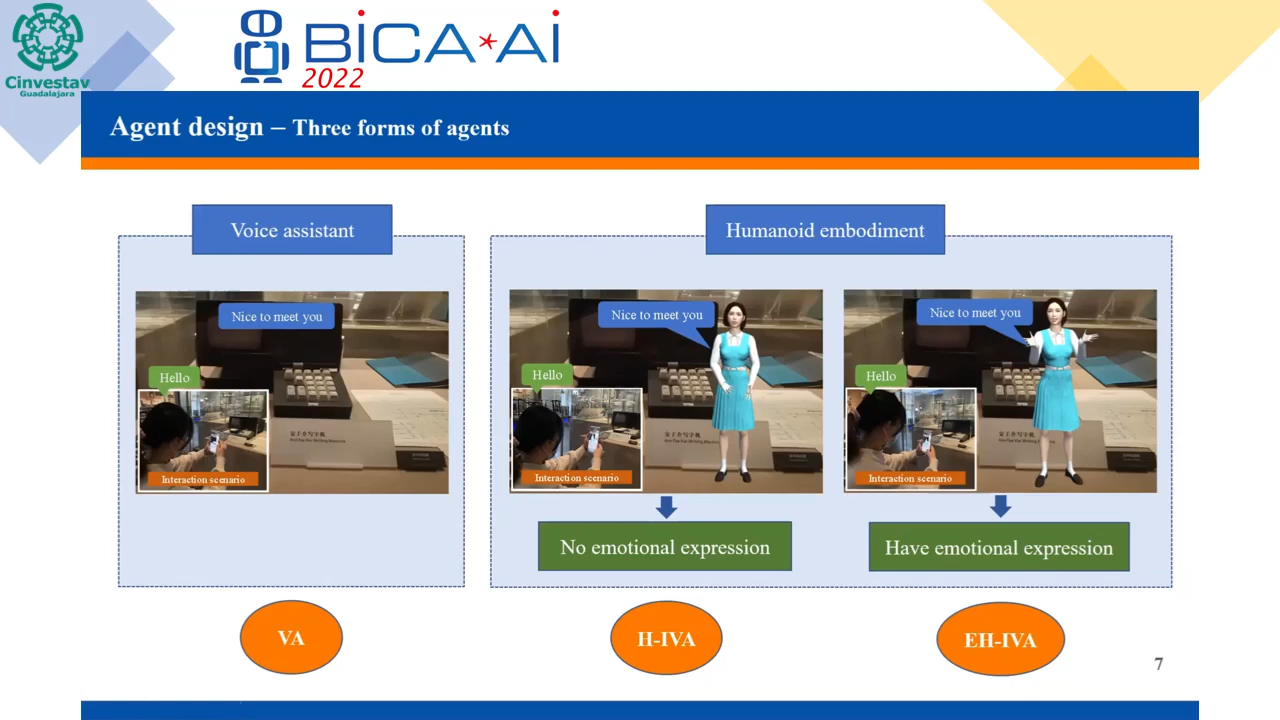 Cinvestav
Guadalajara
BiCA*Ai
2022
Agent design – Three forms of agents
Voice assistant
Humanoid embodiment
Nice to meet you
Hello
Interaction scenario
Nice to meet you
Hello
Interaction scenario
Nice to meet you
Hello
Interaction scenario
No emotional expression
Have emotional expression
VA
H-IVA
EH-IVA
7